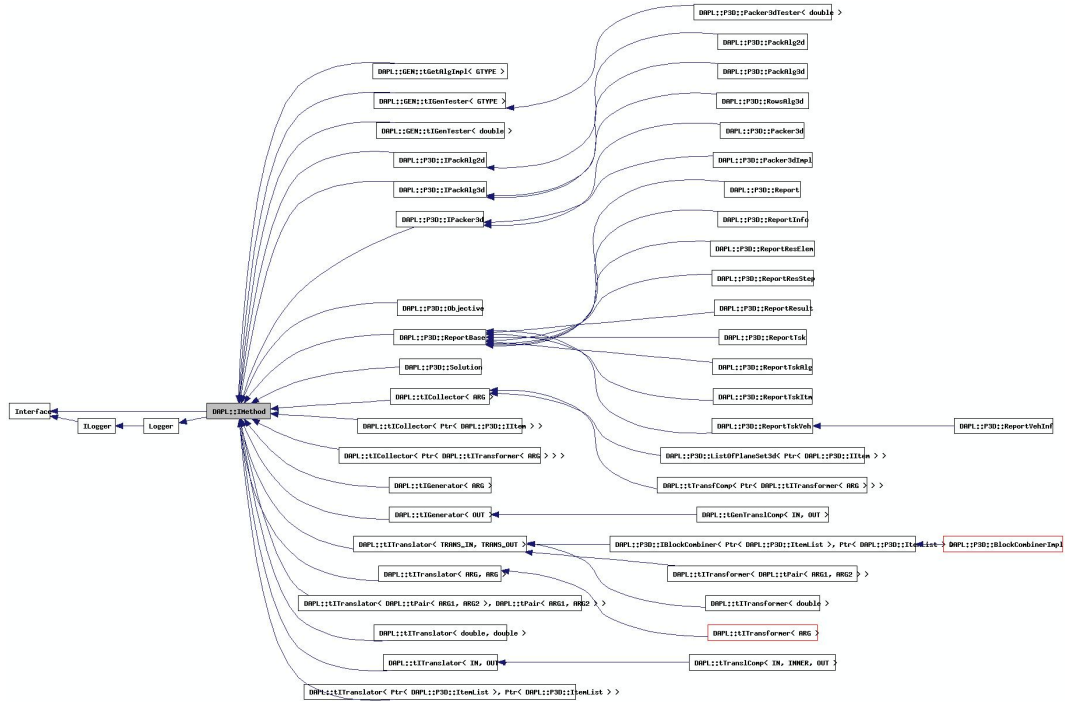 DAPL::P3D::Packer3dTester< double >
DAPL::P3D::PackAlg2d
DAPL::GEN::tGetAlgImpl< GTYPE >
DAPL::P3D::PackAlg3d
DAPL::GEN::tIGenTester< GTYPE >
DAPL::P3D::RowsAlg3d
DAPL::GEN::tIGenTester< double >
DAPL::P3D::Packer3d
DAPL::P3D::IPackAlg2d
DAPL::P3D::Packer3dImpl
DAPL::P3D::IPackAlg3d
DAPL::P3D::Report
DAPL::P3D::IPacker3d
DAPL::P3D::ReportInfo
DAPL::P3D::ReportResElem
DAPL::P3D::ReportResStep
DAPL::P3D::Objective
DAPL::P3D::ReportResult
DAPL::P3D::ReportBase
DAPL::P3D::ReportTsk
DAPL::P3D::Solution
DAPL::P3D::ReportTskAlg
DAPL::tICollector< ARG >
DAPL::P3D::ReportTskItm
Interface
DAPL::IMethod
ILogger
Logger
DAPL::tICollector< Ptr< DAPL::P3D::IItem > >
DAPL::P3D::ReportTskVeh
DAPL::P3D::ReportVehInf
DAPL::tICollector< Ptr< DAPL::tITransformer< ARG > > >
DAPL::P3D::ListOfPlaneSet3d< Ptr< DAPL::P3D::IItem > >
DAPL::tIGenerator< ARG >
DAPL::tTransfComp< Ptr< DAPL::tITransformer< ARG > > >
DAPL::tIGenerator< OUT >
DAPL::tGenTranslComp< IN, OUT >
DAPL::tITranslator< TRANS_IN, TRANS_OUT >
DAPL::P3D::IBlockCombiner< Ptr< DAPL::P3D::ItemList >, Ptr< DAPL::P3D::ItemList >
DAPL::P3D::BlockCombinerImpl
DAPL::tITranslator< ARG, ARG >
DAPL::tITransformer< DAPL::tPair< ARG1, ARG2 > >
DAPL::tITranslator< DAPL::tPair< ARG1, ARG2 >, DAPL::tPair< ARG1, ARG2 > >
DAPL::tITransformer< double >
DAPL::tITranslator< double, double >
DAPL::tITransformer< ARG >
DAPL::tITranslator< IN, OUT
DAPL::tTranslComp< IN, INNER, OUT >
DAPL::tITranslator< Ptr< DAPL::P3D::ItemList >, Ptr< DAPL::P3D::ItemList > >